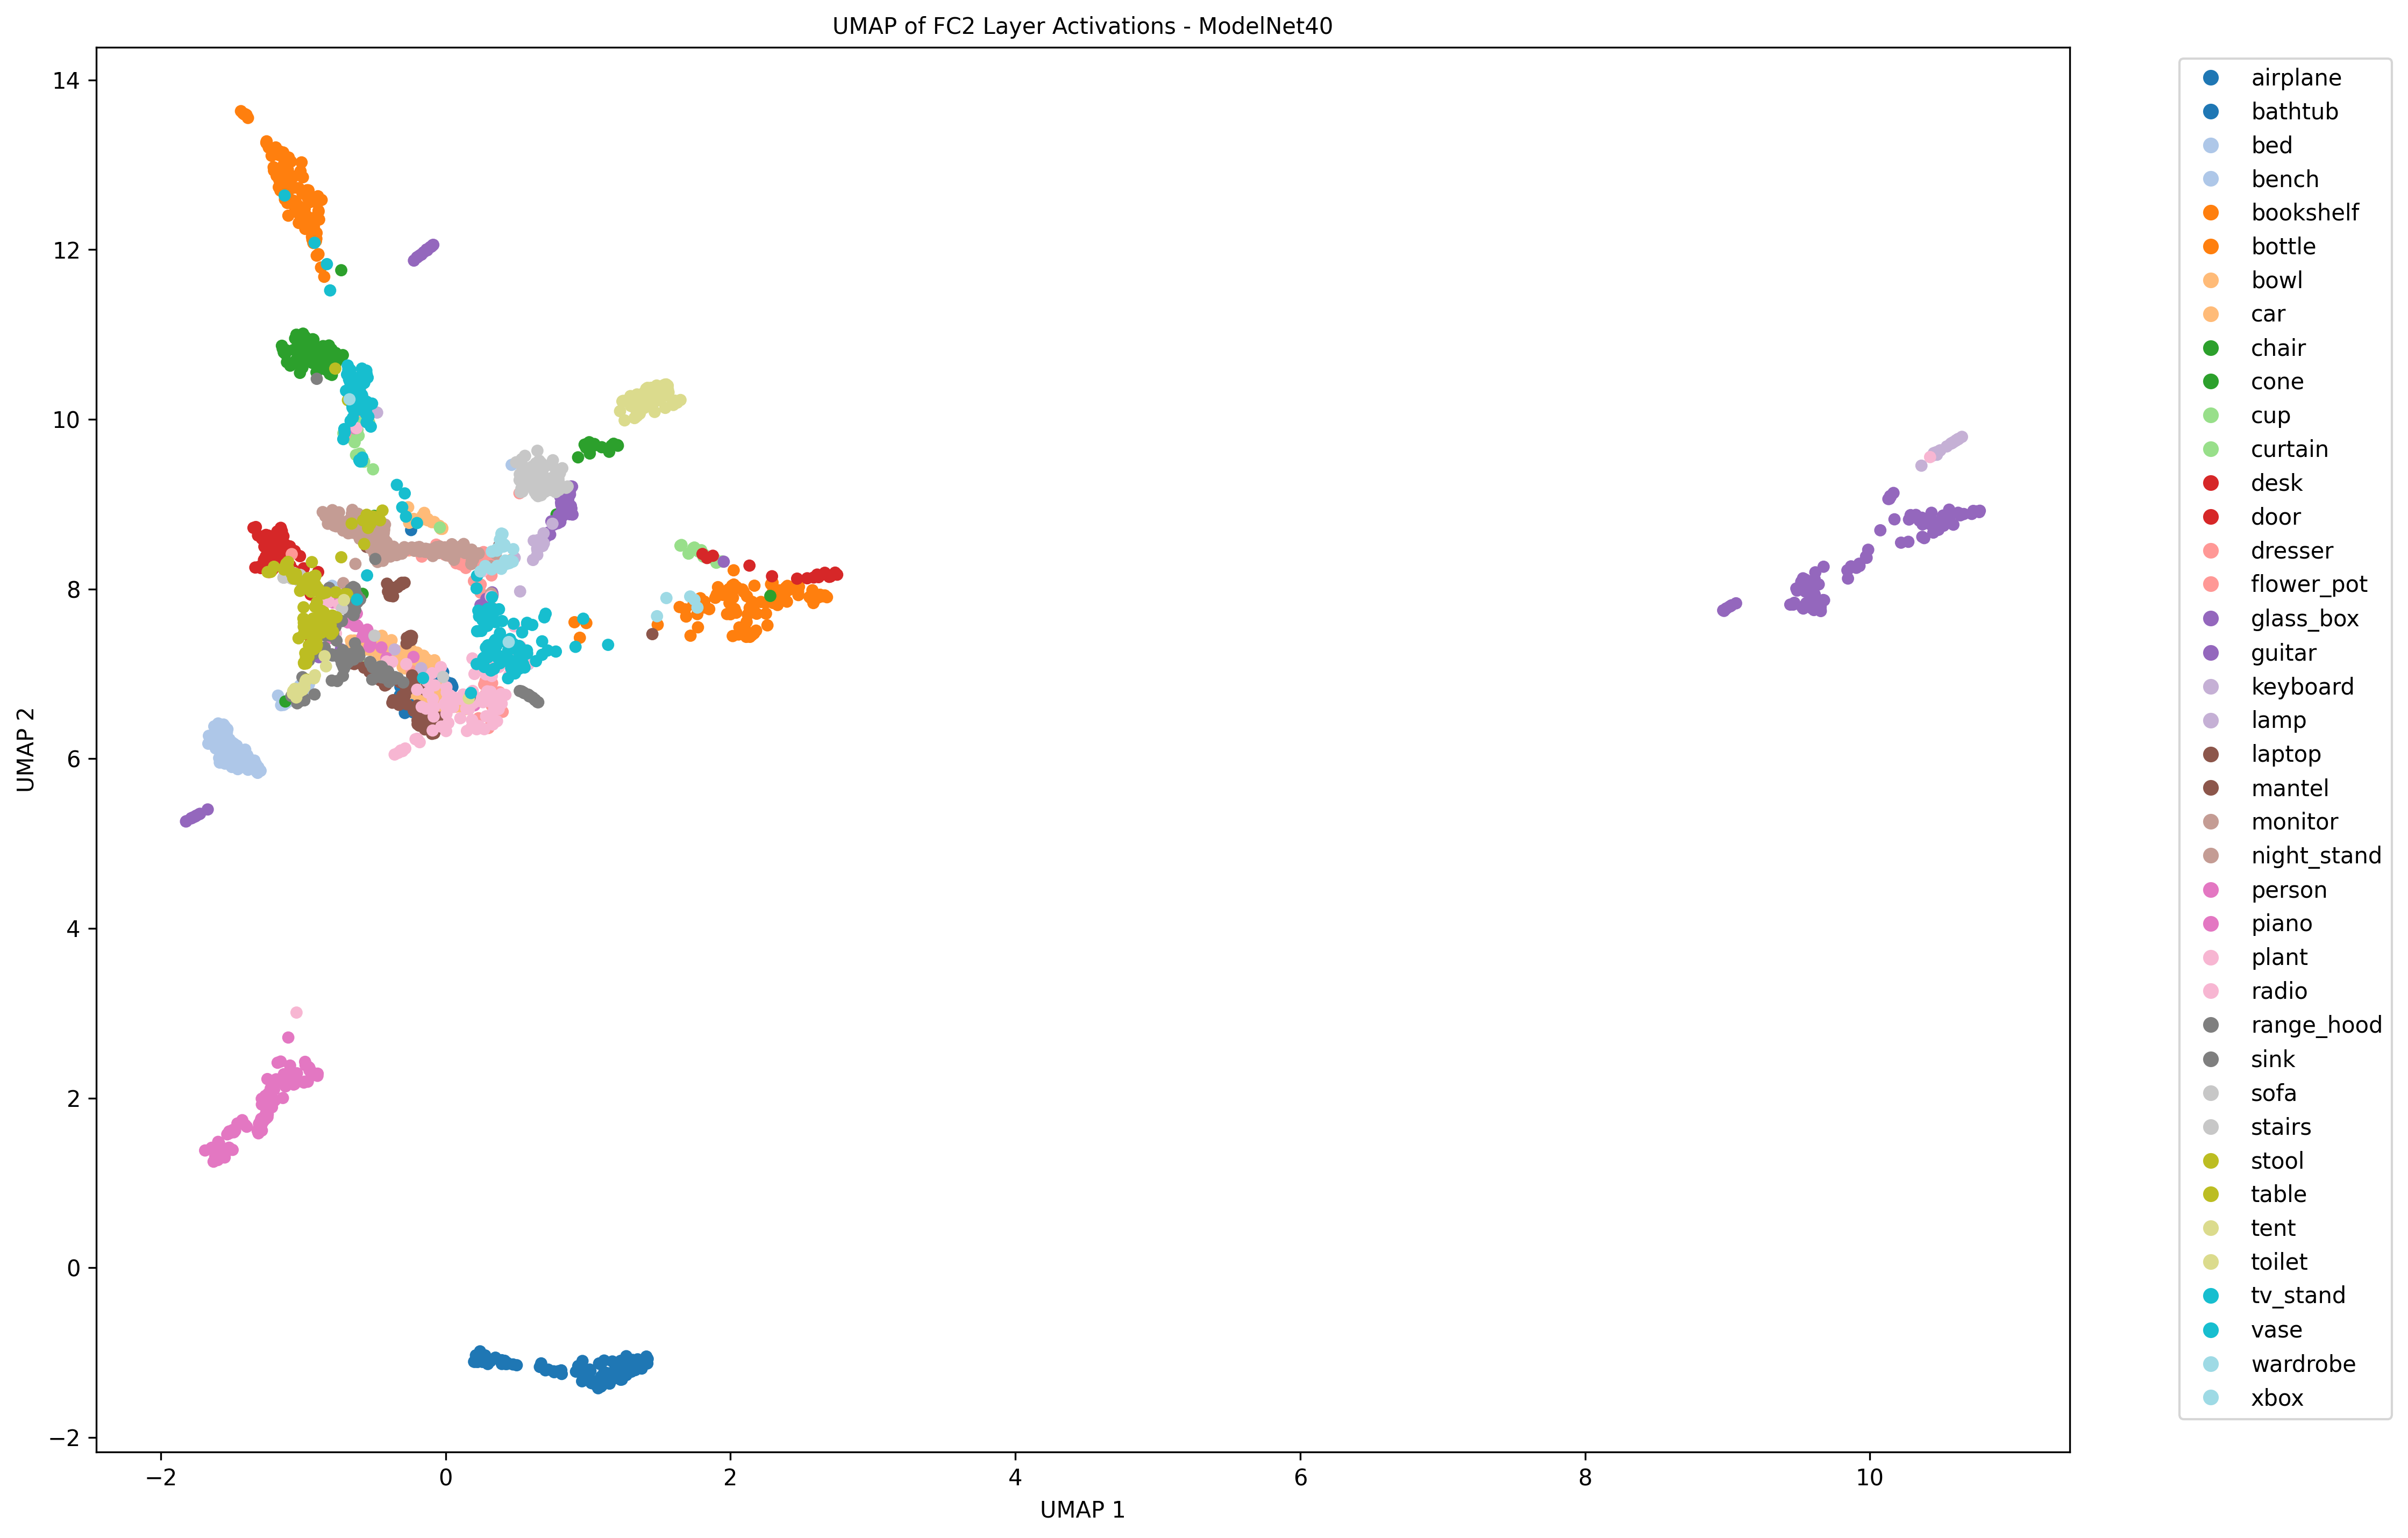 UMAP of FC2 Layer Activations - ModelNet40
14
12
10
8
6
4
2
0
−2
UMAP 2
−2
0
2
4
6
8
10
UMAP 1
airplane
bathtub
bed
bench
bookshelf
bottle
bowl
car
chair
cone
cup
curtain
desk
door
dresser
flower_pot
glass_box
guitar
keyboard
lamp
laptop
mantel
monitor
night_stand
person
piano
plant
radio
range_hood
sink
sofa
stairs
stool
table
tent
toilet
tv_stand
vase
wardrobe
xbox